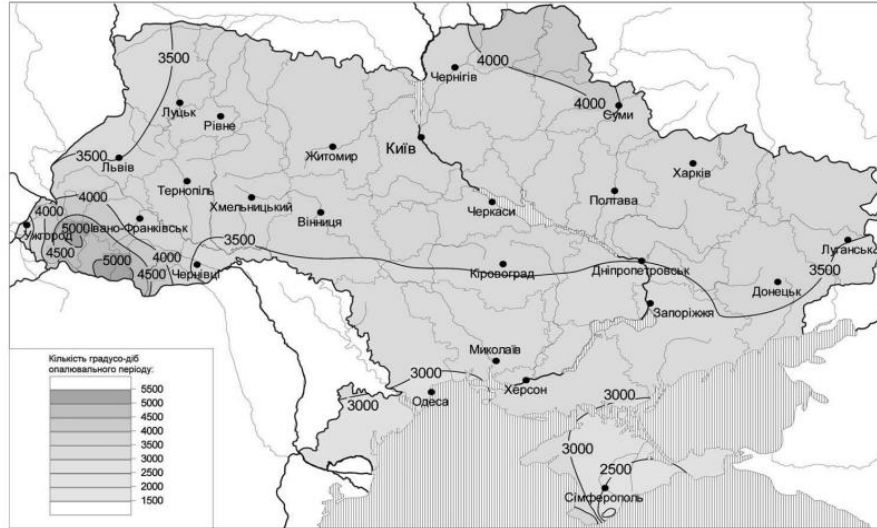 3500
4000
Чернігів
4000
Суми
Луцьк
Рівне
Київ
Житомир
Харків
3500
Львів
Тернопіль
Хмельницький
Полтава
4000
Вінниця
Черкаси
4000
Ужгород
5000
Івано-Франківськ
4500
4000
3500
Луганськ
5000
4500
Чернівці
Кіровоград
Дніпропетровськ
3500
Донецьк
Запоріжжя
Миколаїв
3000
Херсон
3000
Одеса
3000
3000
2500
Сімферополь
Кількість градусо-діб
опалювального періоду:
5500
5000
4500
4000
3500
3000
2500
2000
1500